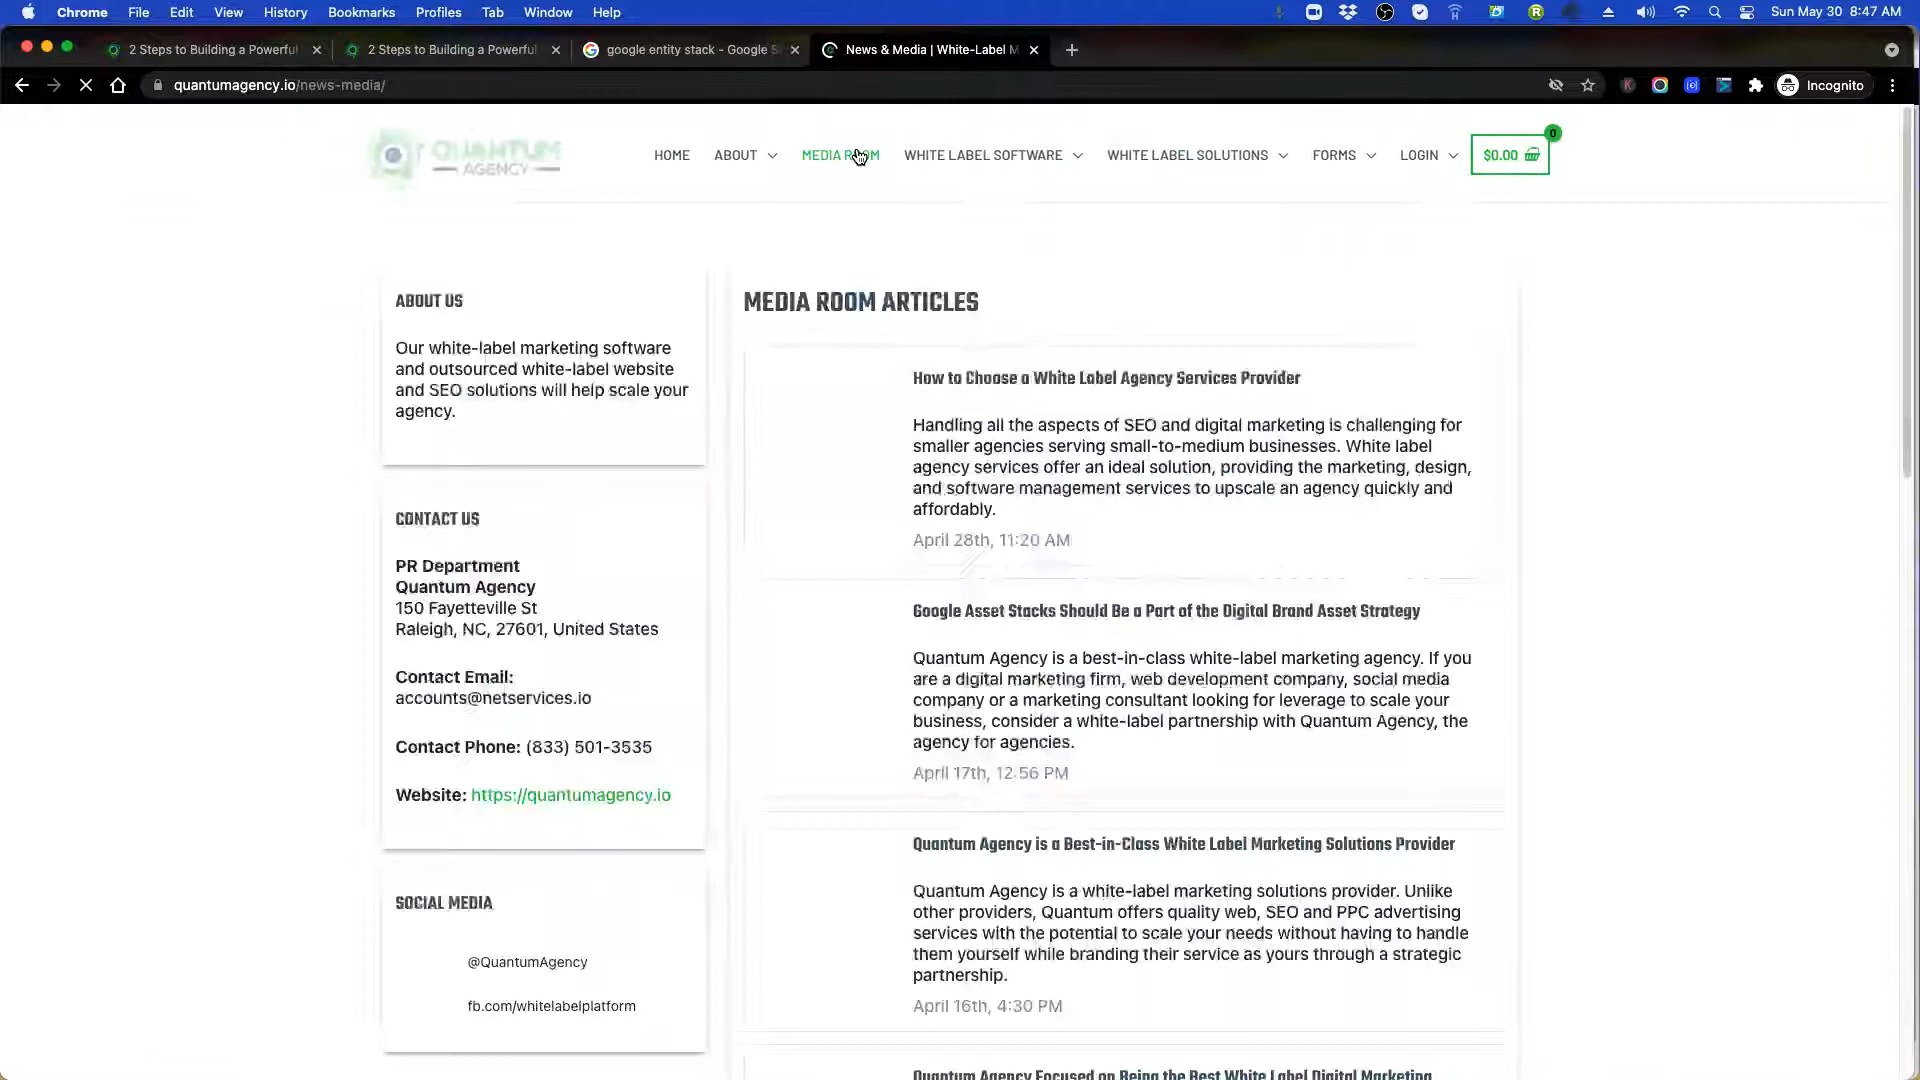 Chrome File Edit View History Bookmarks Profiles Tab Window Help Sun May 30 8:47 AM
2 Steps to Building a Powerful 2 Steps to Building a Powerful google entity stack - Google S News & Media | White-Label M
quantumagency.io/news-media/ Incognito
QUANTUM
AGENCY
HOME ABOUT MEDIA ROOM WHITE LABEL SOFTWARE WHITE LABEL SOLUTIONS FORMS LOGIN $0.00 0
ABOUT US
Our white-label marketing software
and outsourced white-label website
and SEO solutions will help scale your
agency.
CONTACT US
PR Department
Quantum Agency
150 Fayetteville St
Raleigh, NC, 27601, United States
Contact Email:
accounts@netservices.io
Contact Phone: (833) 501-3535
Website: https://quantumagency.io
SOCIAL MEDIA
@QuantumAgency
fb.com/whitelabelplatform
MEDIA ROOM ARTICLES
How to Choose a White Label Agency Services Provider
Handling all the aspects of SEO and digital marketing is challenging for
smaller agencies serving small-to-medium businesses. White label
agency services offer an ideal solution, providing the marketing, design,
and software management services to upscale an agency quickly and
affordably.
April 28th, 11:20 AM
Google Asset Stacks Should Be a Part of the Digital Brand Asset Strategy
Quantum Agency is a best-in-class white-label marketing agency. If you
are a digital marketing firm, web development company, social media
company or a marketing consultant looking for leverage to scale your
business, consider a white-label partnership with Quantum Agency, the
agency for agencies.
April 17th, 12:56 PM
Quantum Agency is a Best-in-Class White Label Marketing Solutions Provider
Quantum Agency is a white-label marketing solutions provider. Unlike
other providers, Quantum offers quality web, SEO and PPC advertising
services with the potential to scale your needs without having to handle
them yourself while branding their service as yours through a strategic
partnership.
April 16th, 4:30 PM
Quantum Agency Focused on Being the Best White Label Digital Marketing